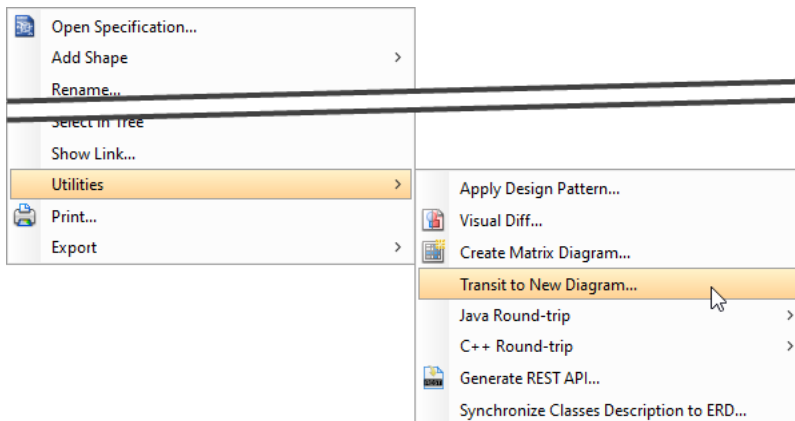 Open Specification...
Add Shape
Rename...
Select in Tree
Show Link...
Utilities
Print...
Export
Apply Design Pattern...
Visual Diff...
Create Matrix Diagram...
Transit to New Diagram...
Java Round-trip
C++ Round-trip
REST
Generate REST API...
Synchronize Classes Description to ERD...